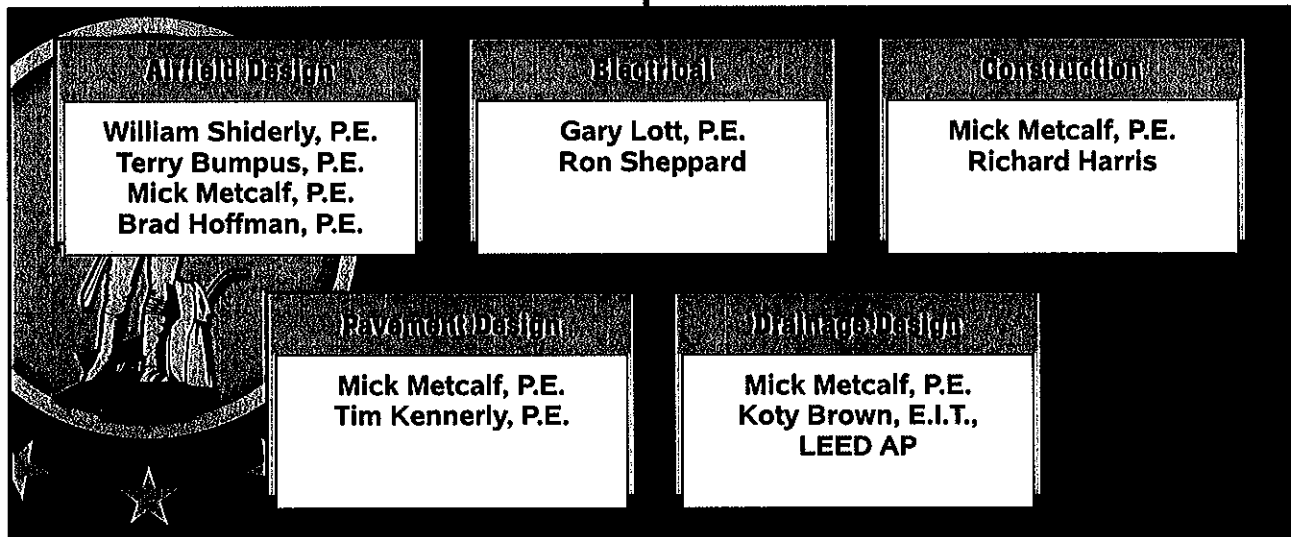 Airfield Design
William Shiderly, P.E.
Terry Bumpus, P.E.
Mick Metcalf, P.E.
Brad Hoffman, P.E.
Electrical
Gary Lott, P.E.
Ron Sheppard
Construction
Mick Metcalf, P.E.
Richard Harris
Pavement Design
Mick Metcalf, P.E.
Tim Kennerly, P.E.
Drainage Design
Mick Metcalf, P.E.
Koty Brown, E.I.T.,
LEED AP